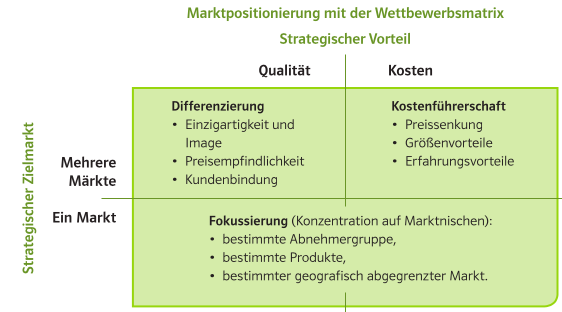 Marktpositionierung mit der Wettbewerbsmatrix
Strategischer Vorteil
Qualität
Kosten
Strategischer Zielmarkt
Mehrere
Märkte
Differenzierung
• Einzigartigkeit und
Image
• Preisempfindlichkeit
• Kundenbindung
Kostenführerschaft
• Preissenkung
• Größenvorteile
• Erfahrungsvorteile
Ein Markt
Fokussierung (Konzentration auf Marktnischen):
• bestimmte Abnehmergruppe,
• bestimmte Produkte,
• bestimmter geografisch abgegrenzter Markt.